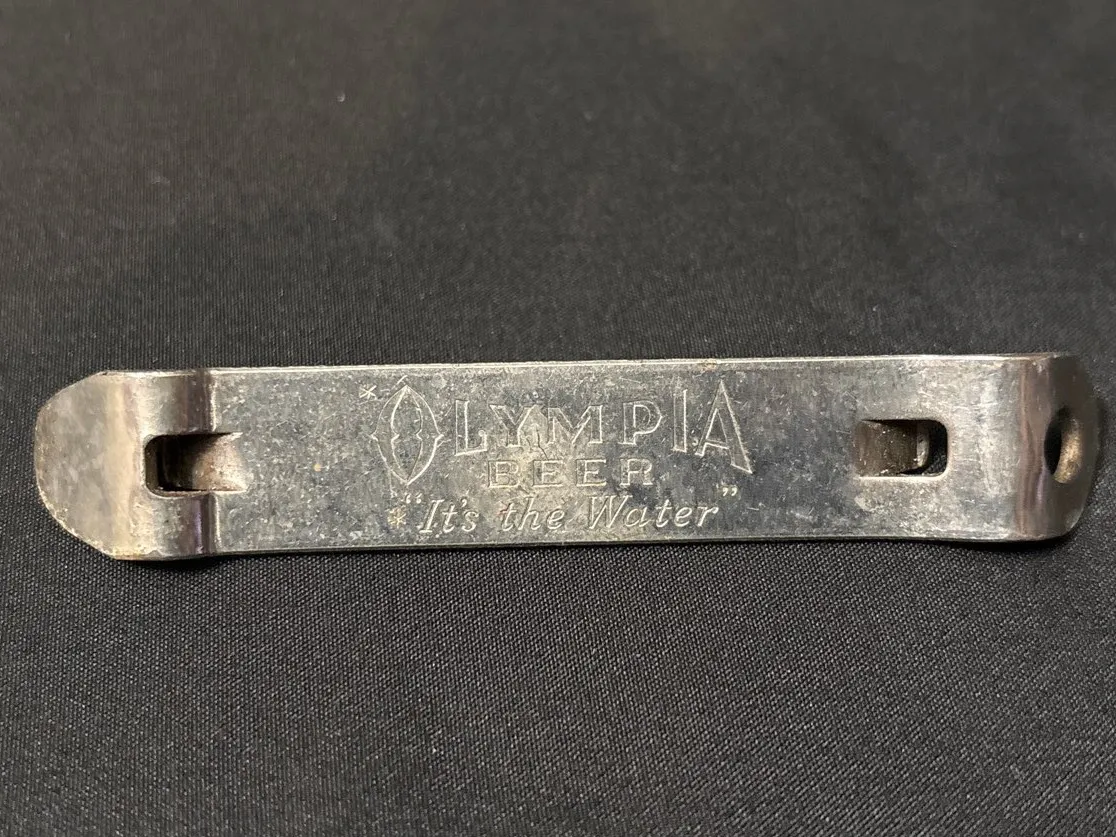 *OLYMPIA
BEER
*"It's the Water"